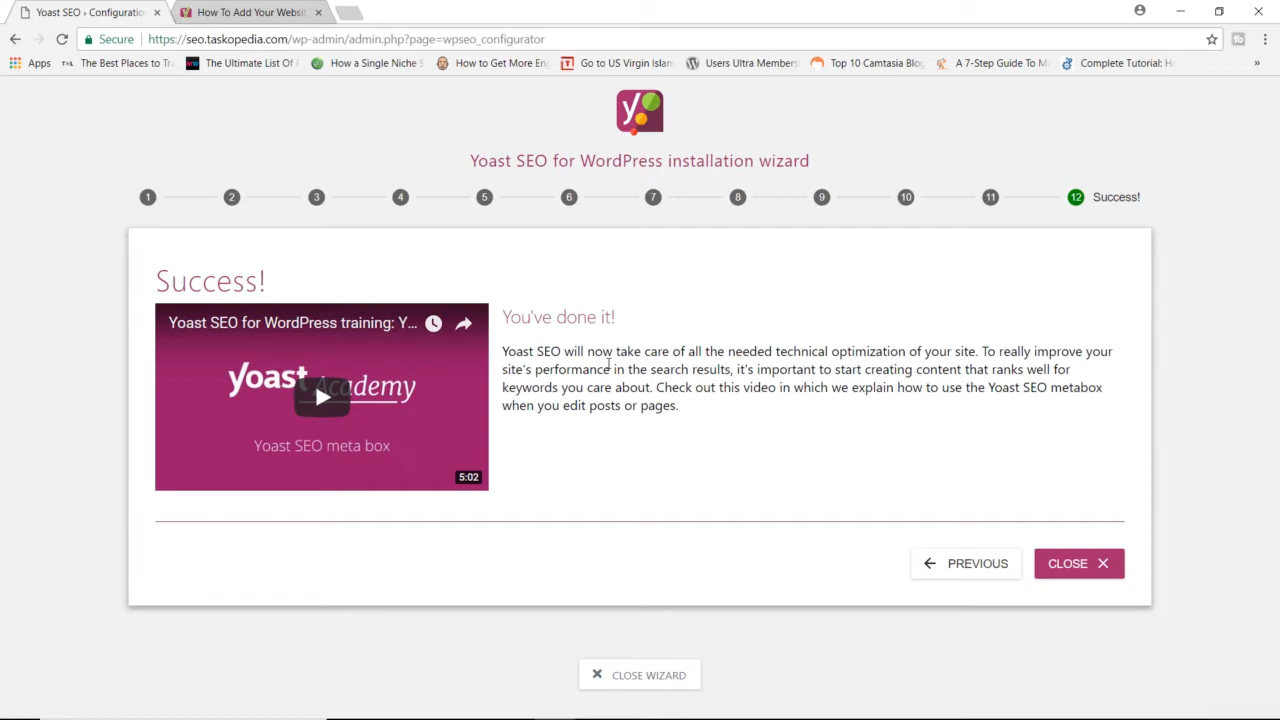 Yoast SEO › Configuratio
How To Add Your Websit
Secure
https://seo.taskopedia.com/wp-admin/admin.php?page=wpseo_configurator
Apps
The Best Places to Tra
The Ultimate List Of F
How a Single Niche S
How to Get More Eng
Go to US Virgin Islan
Users Ultra Members
Top 10 Camtasia Blog
A 7-Step Guide To M
Complete Tutorial: H
»
y
Yoast SEO for WordPress installation wizard
1 2 3 4 5 6 7 8 9 10 11 12 Success!
Success!
Yoast SEO for WordPress training: Y...
yoast Academy
Yoast SEO meta box
5:02
You've done it!
Yoast SEO will now take care of all the needed technical optimization of your site. To really improve your
site's performance in the search results, it's important to start creating content that ranks well for
keywords you care about. Check out this video in which we explain how to use the Yoast SEO metabox
when you edit posts or pages.
PREVIOUS
CLOSE
CLOSE WIZARD